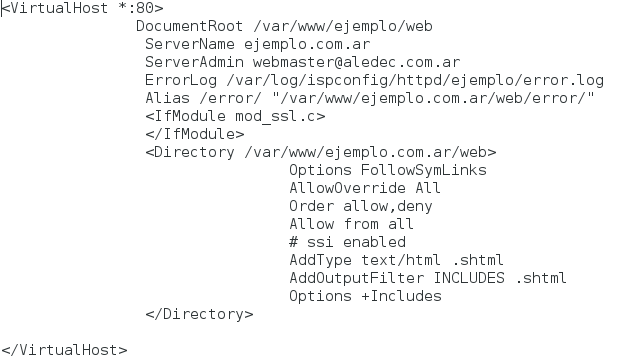 <VirtualHost *:80>
DocumentRoot /var/www/ejemplo/web
ServerName ejemplo.com.ar
ServerAdmin webmaster@aledec.com.ar
ErrorLog /var/log/ispconfig/httpd/ejemplo/error.log
Alias /error/ "/var/www/ejemplo.com.ar/web/error/"
<IfModule mod_ssl.c>
</IfModule>
<Directory /var/www/ejemplo.com.ar/web>
Options FollowSymLinks
AllowOverride All
Order allow,deny
Allow from all
# ssi enabled
AddType text/html .shtml
AddOutputFilter INCLUDES .shtml
Options +Includes
</Directory>
</VirtualHost>